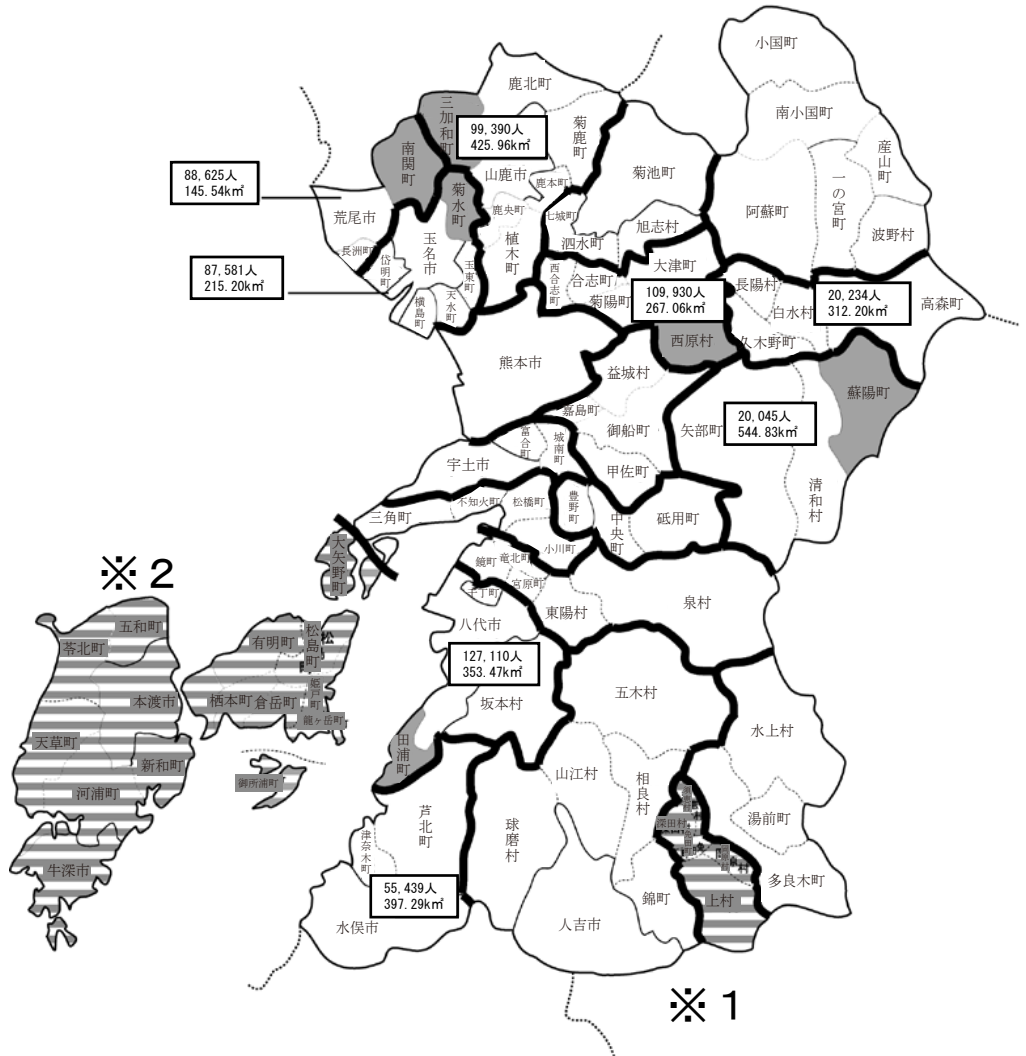 小国町
南小国町
産山町
一の宮町
阿蘇町
波野村
鹿北町
三加和町
菊鹿町
99,390人
425.96k㎡
南関町
山鹿市
鹿本町
菊池町
88,625人
145.54k㎡
菊水町
鹿央町
七城町
旭志村
荒尾市
植木町
泗水町
長洲町
玉名市
岱明町
玉東町
大津町
西合志町
合志町
菊陽町
87,581人
215.20k㎡
横島町
天水町
109,930人
267.06k㎡
長陽村
白水村
20,234人
312.20k㎡
高森町
西原村
久木野町
熊本市
益城村
蘇陽町
嘉島町
御船町
矢部町
20,045人
544.83k㎡
富合町
城南町
宇土市
甲佐町
清和村
三角町
不知火町
松橋町
豊野町
中央町
砥用町
大矢野町
小川町
鏡町
竜北町
宮原町
千丁町
東陽村
泉村
八代市
※2
五和町
苓北町
有明町
松島町
松
本渡市
栖本町
倉岳町
姫戸町
龍ヶ岳町
天草町
新和町
河浦町
御所浦町
牛深市
127,110人
353.47k㎡
坂本村
五木村
田浦町
水上村
山江村
相良村
芦北町
球磨村
湯前町
深田村
津奈木町
多良木町
55,439人
397.29k㎡
錦町
上村
水俣市
人吉市
※1